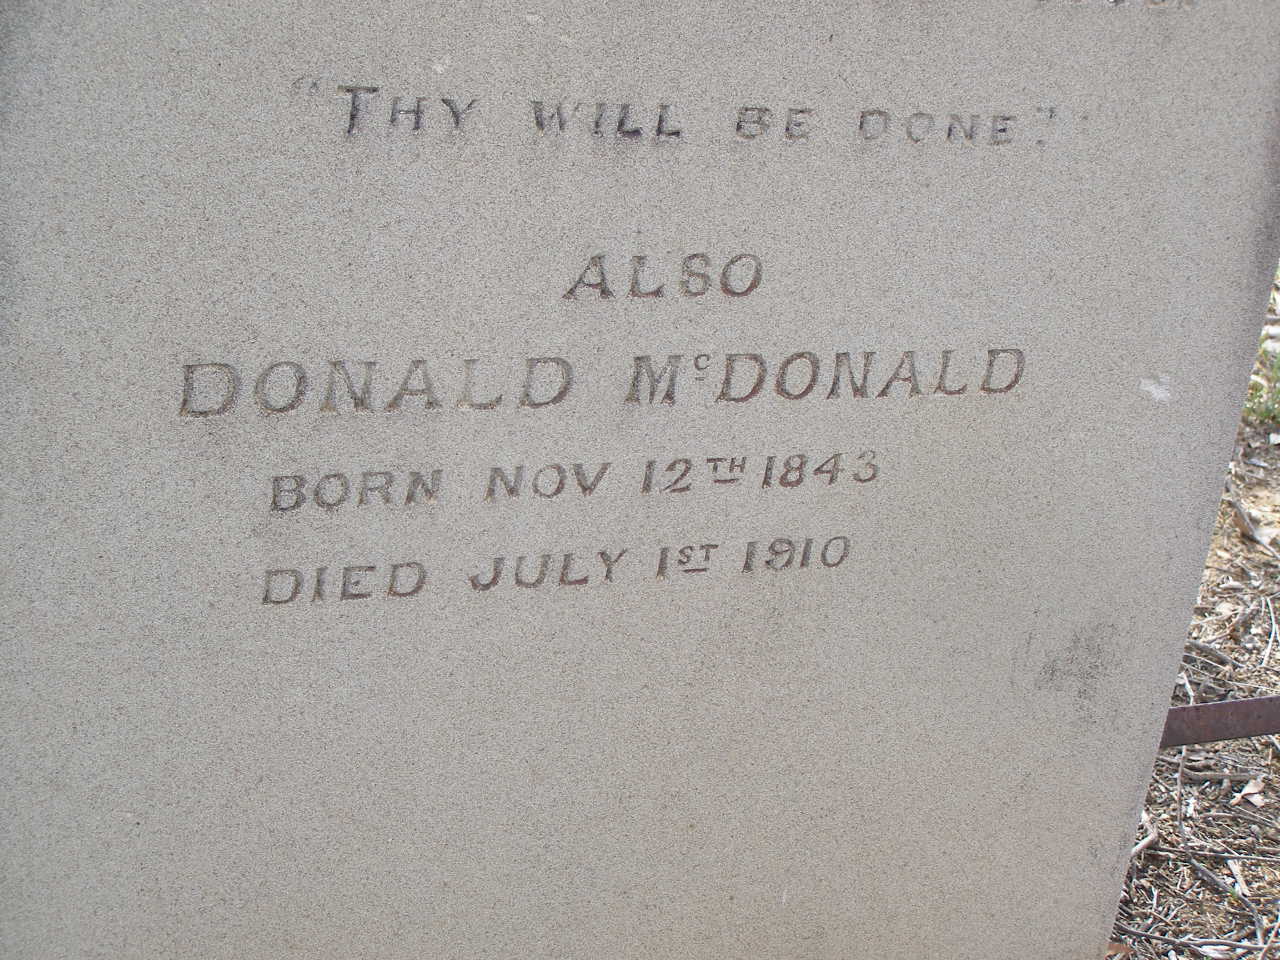 "THY WILL BE DONE".
ALSO
DONALD McDONALD
BORN NOV 12TH 1843
DIED JULY 1ST 1910